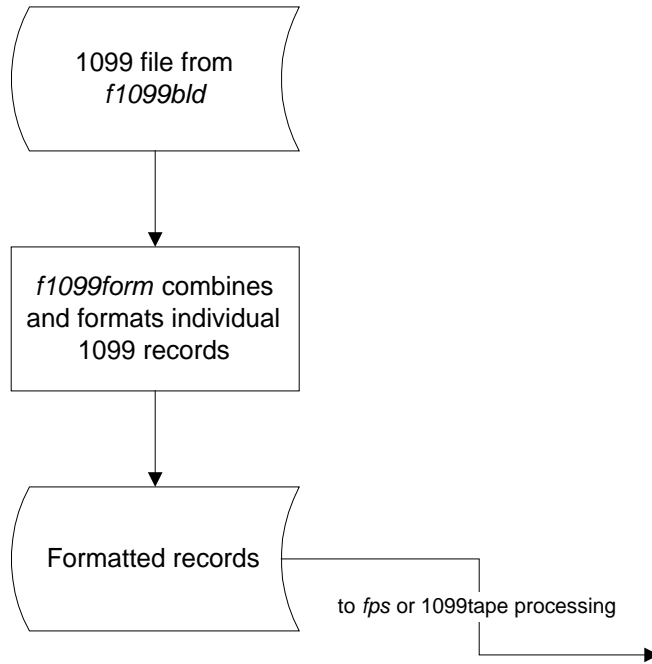 1099 file from
f1099bld
f1099form combines
and formats individual
1099 records
Formatted records
to fps or 1099tape processing